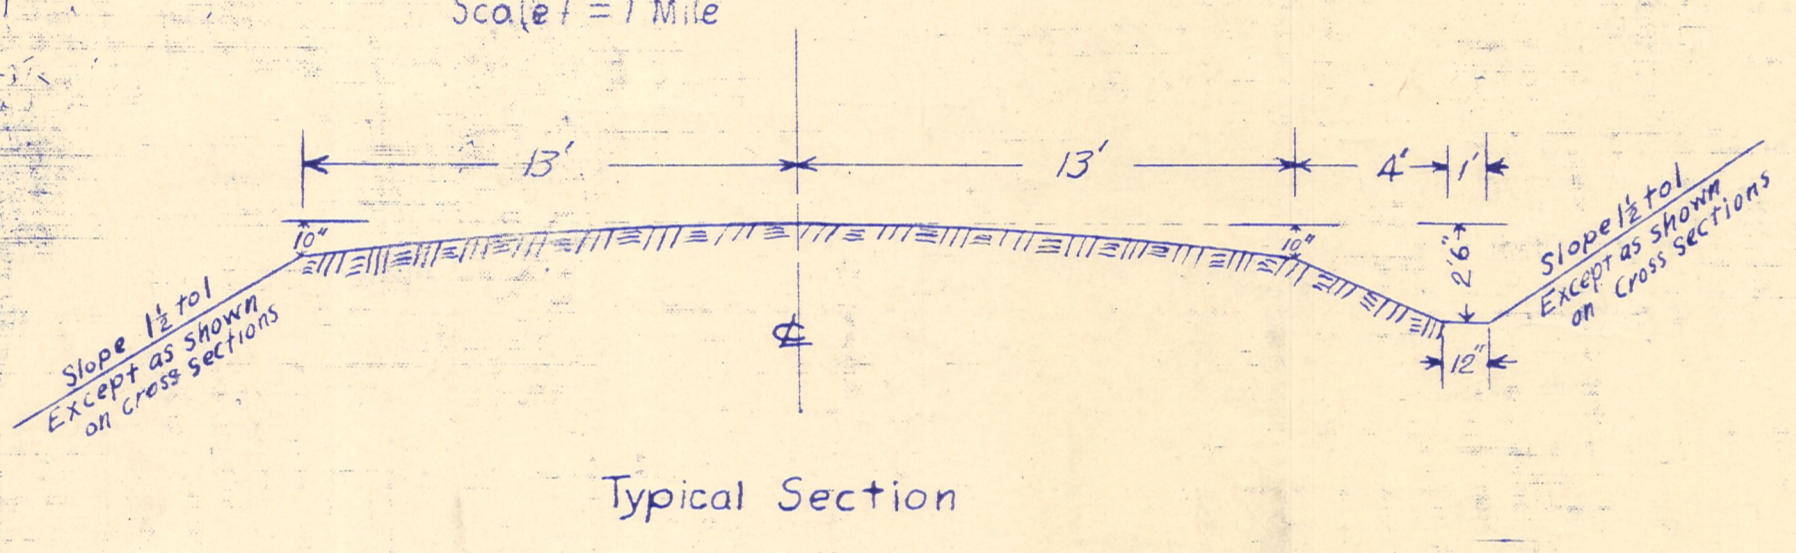 Scale 1" = 1 Mile
13'
13'
4'
1'
10"
10"
2'6"
Slope 1½ to 1
Except as shown
on Cross Sections
Slope 1½ to 1
Except as shown
on cross sections
℄
12"
Typical Section